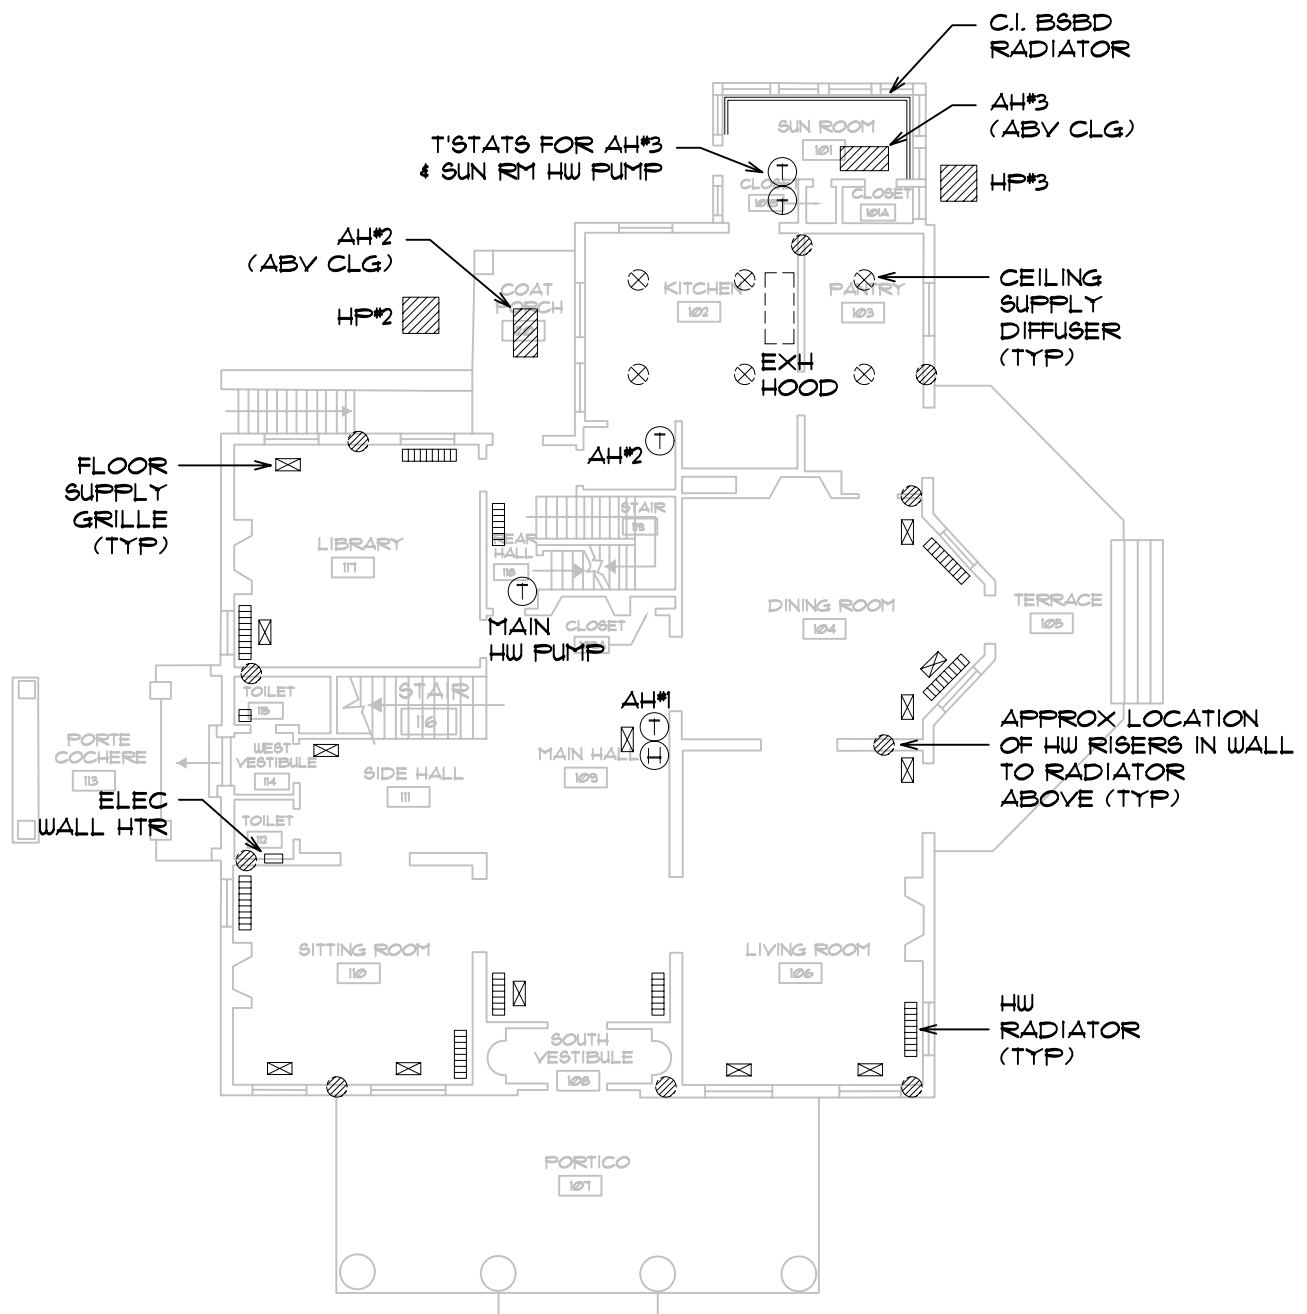 C.I. BSBD
RADIATOR
AH#3
(ABV CLG)
SUN ROOM
101
T'STATS FOR AH#3
& SUN RM HW PUMP
T
T
HP#3
CLOSET
101A
AH#2
(ABV CLG)
HP#2
COAT
PORCH
KITCHEN
102
PANTRY
103
CEILING
SUPPLY
DIFFUSER
(TYP)
EXH
HOOD
AH#2
T
FLOOR
SUPPLY
GRILLE
(TYP)
LIBRARY
117
REAR
HALL
118
STAIR
119
T
MAIN
HW PUMP
CLOSET
DINING ROOM
104
TERRACE
105
TOILET
115
STAIR
116
AH#1
T
H
PORTE
COCHERE
113
WEST
VESTIBULE
114
SIDE HALL
111
MAIN HALL
109
APPROX LOCATION
OF HW RISERS IN WALL
TO RADIATOR
ABOVE (TYP)
ELEC
WALL HTR
TOILET
112
SITTING ROOM
110
LIVING ROOM
106
HW
RADIATOR
(TYP)
SOUTH
VESTIBULE
108
PORTICO
107